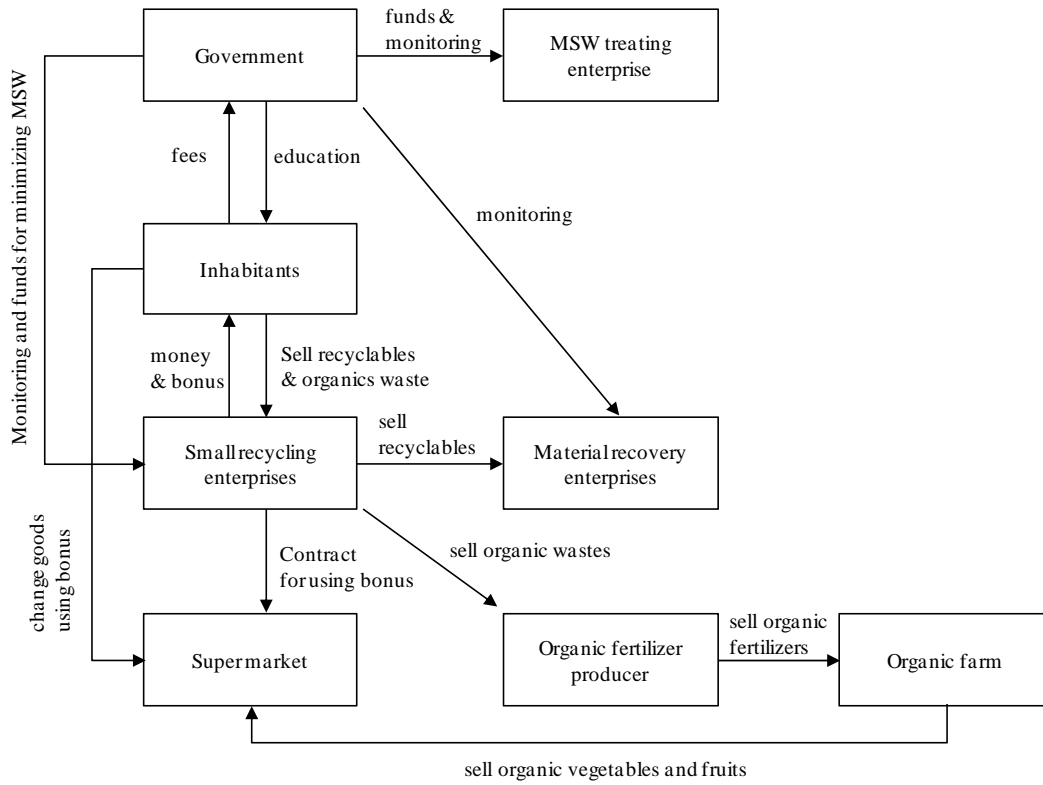 Government
funds &
monitoring
MSW treating
enterprise
Monitoring and funds for minimizing MSW
fees
education
monitoring
Inhabitants
money
& bonus
Sell recyclables
& organics waste
Small recycling
enterprises
sell
recyclables
Material recovery
enterprises
change goods
using bonus
Contract
for using bonus
sell organic wastes
Supermarket
Organic fertilizer
producer
sell organic
fertilizers
Organic farm
sell organic vegetables and fruits